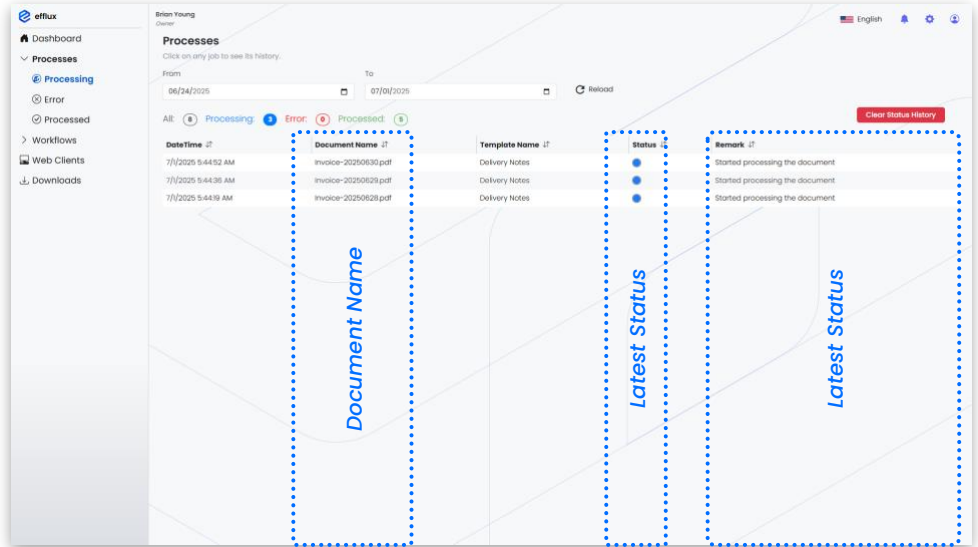 efflux
Dashboard
Processes
Processing
Error
Processed
Workflows
Web Clients
Downloads
Brian Young
Owner
English
Processes
Click on any job to see its history.
From To
06/24/2025 07/01/2025 Reload
All: 8 Processing: 3 Error: 0 Processed: 5 Clear Status History
DateTime Document Name Template Name Status Remark
7/1/2025 5:44:52 AM Invoice-20250630.pdf Delivery Notes Started processing the document
7/1/2025 5:44:36 AM Invoice-20250629.pdf Delivery Notes Started processing the document
7/1/2025 5:44:19 AM Invoice-20250628.pdf Delivery Notes Started processing the document
Document Name
Latest Status
Latest Status